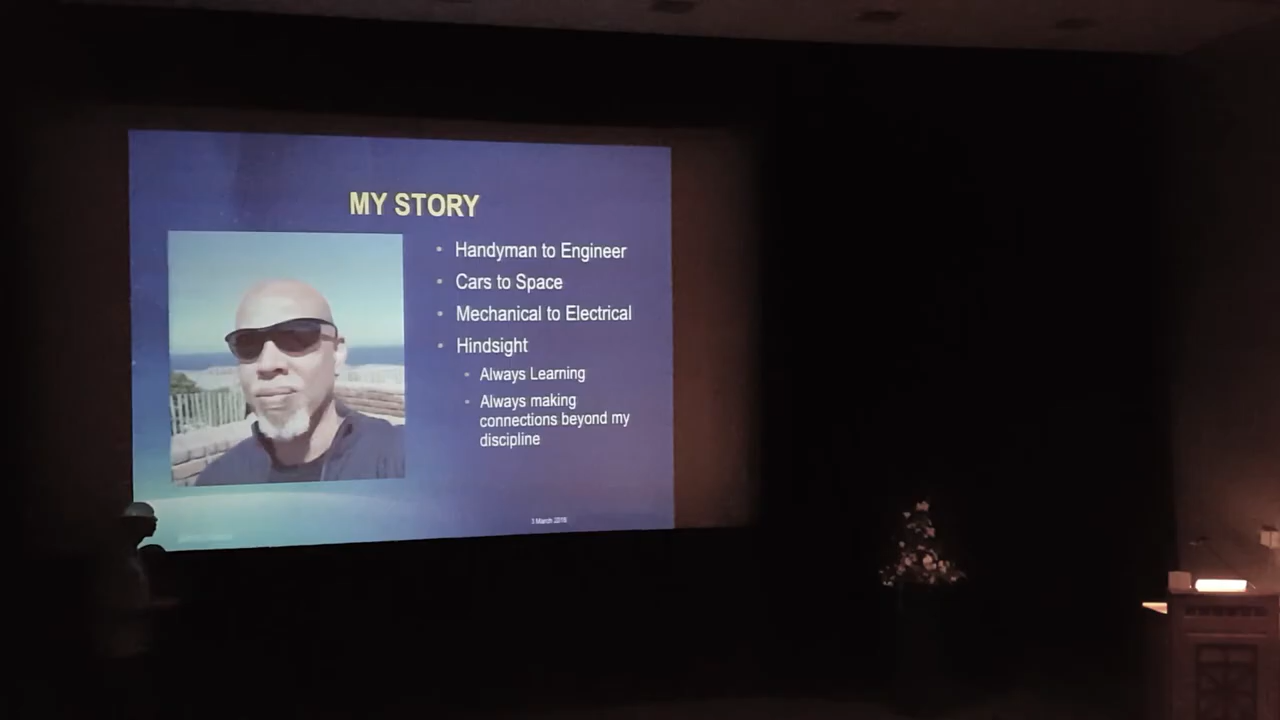 MY STORY
• Handyman to Engineer
• Cars to Space
• Mechanical to Electrical
• Hindsight
• Always Learning
• Always making
connections beyond my
discipline
March